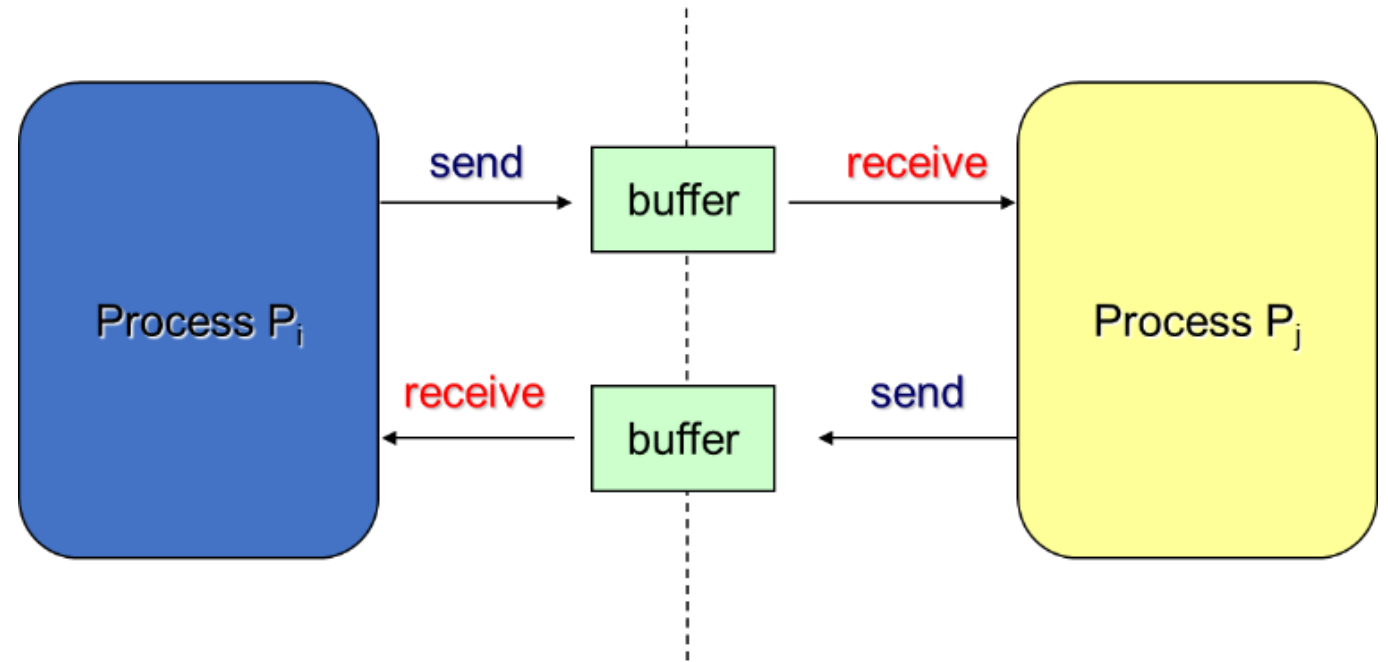 send
buffer
receive
Process Pi
Process Pj
receive
buffer
send